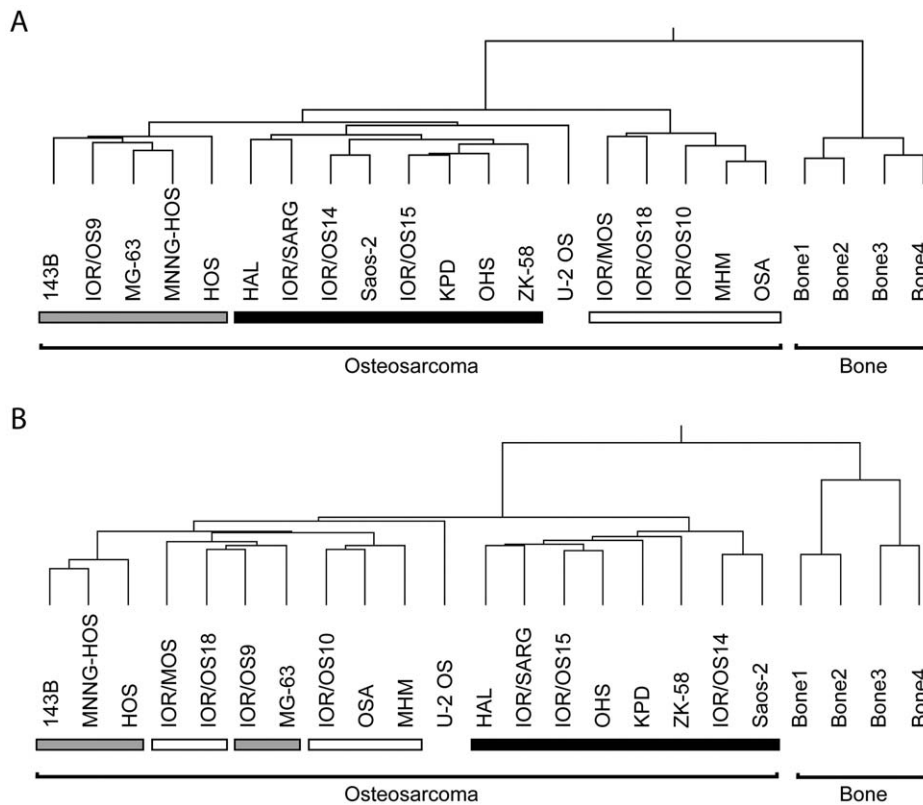 A
143B
IOR/OS9
MG-63
MNNG-HOS
HOS
HAL
IOR/SARG
IOR/OS14
Saos-2
IOR/OS15
KPD
OHS
ZK-58
U-2 OS
IOR/MOS
IOR/OS18
IOR/OS10
MHM
OSA
Bone1
Bone2
Bone3
Bone4
Osteosarcoma
Bone
B
143B
MNNG-HOS
HOS
IOR/MOS
IOR/OS18
IOR/OS9
MG-63
IOR/OS10
OSA
MHM
U-2 OS
HAL
IOR/SARG
IOR/OS15
OHS
KPD
ZK-58
IOR/OS14
Saos-2
Bone1
Bone2
Bone3
Bone4
Osteosarcoma
Bone